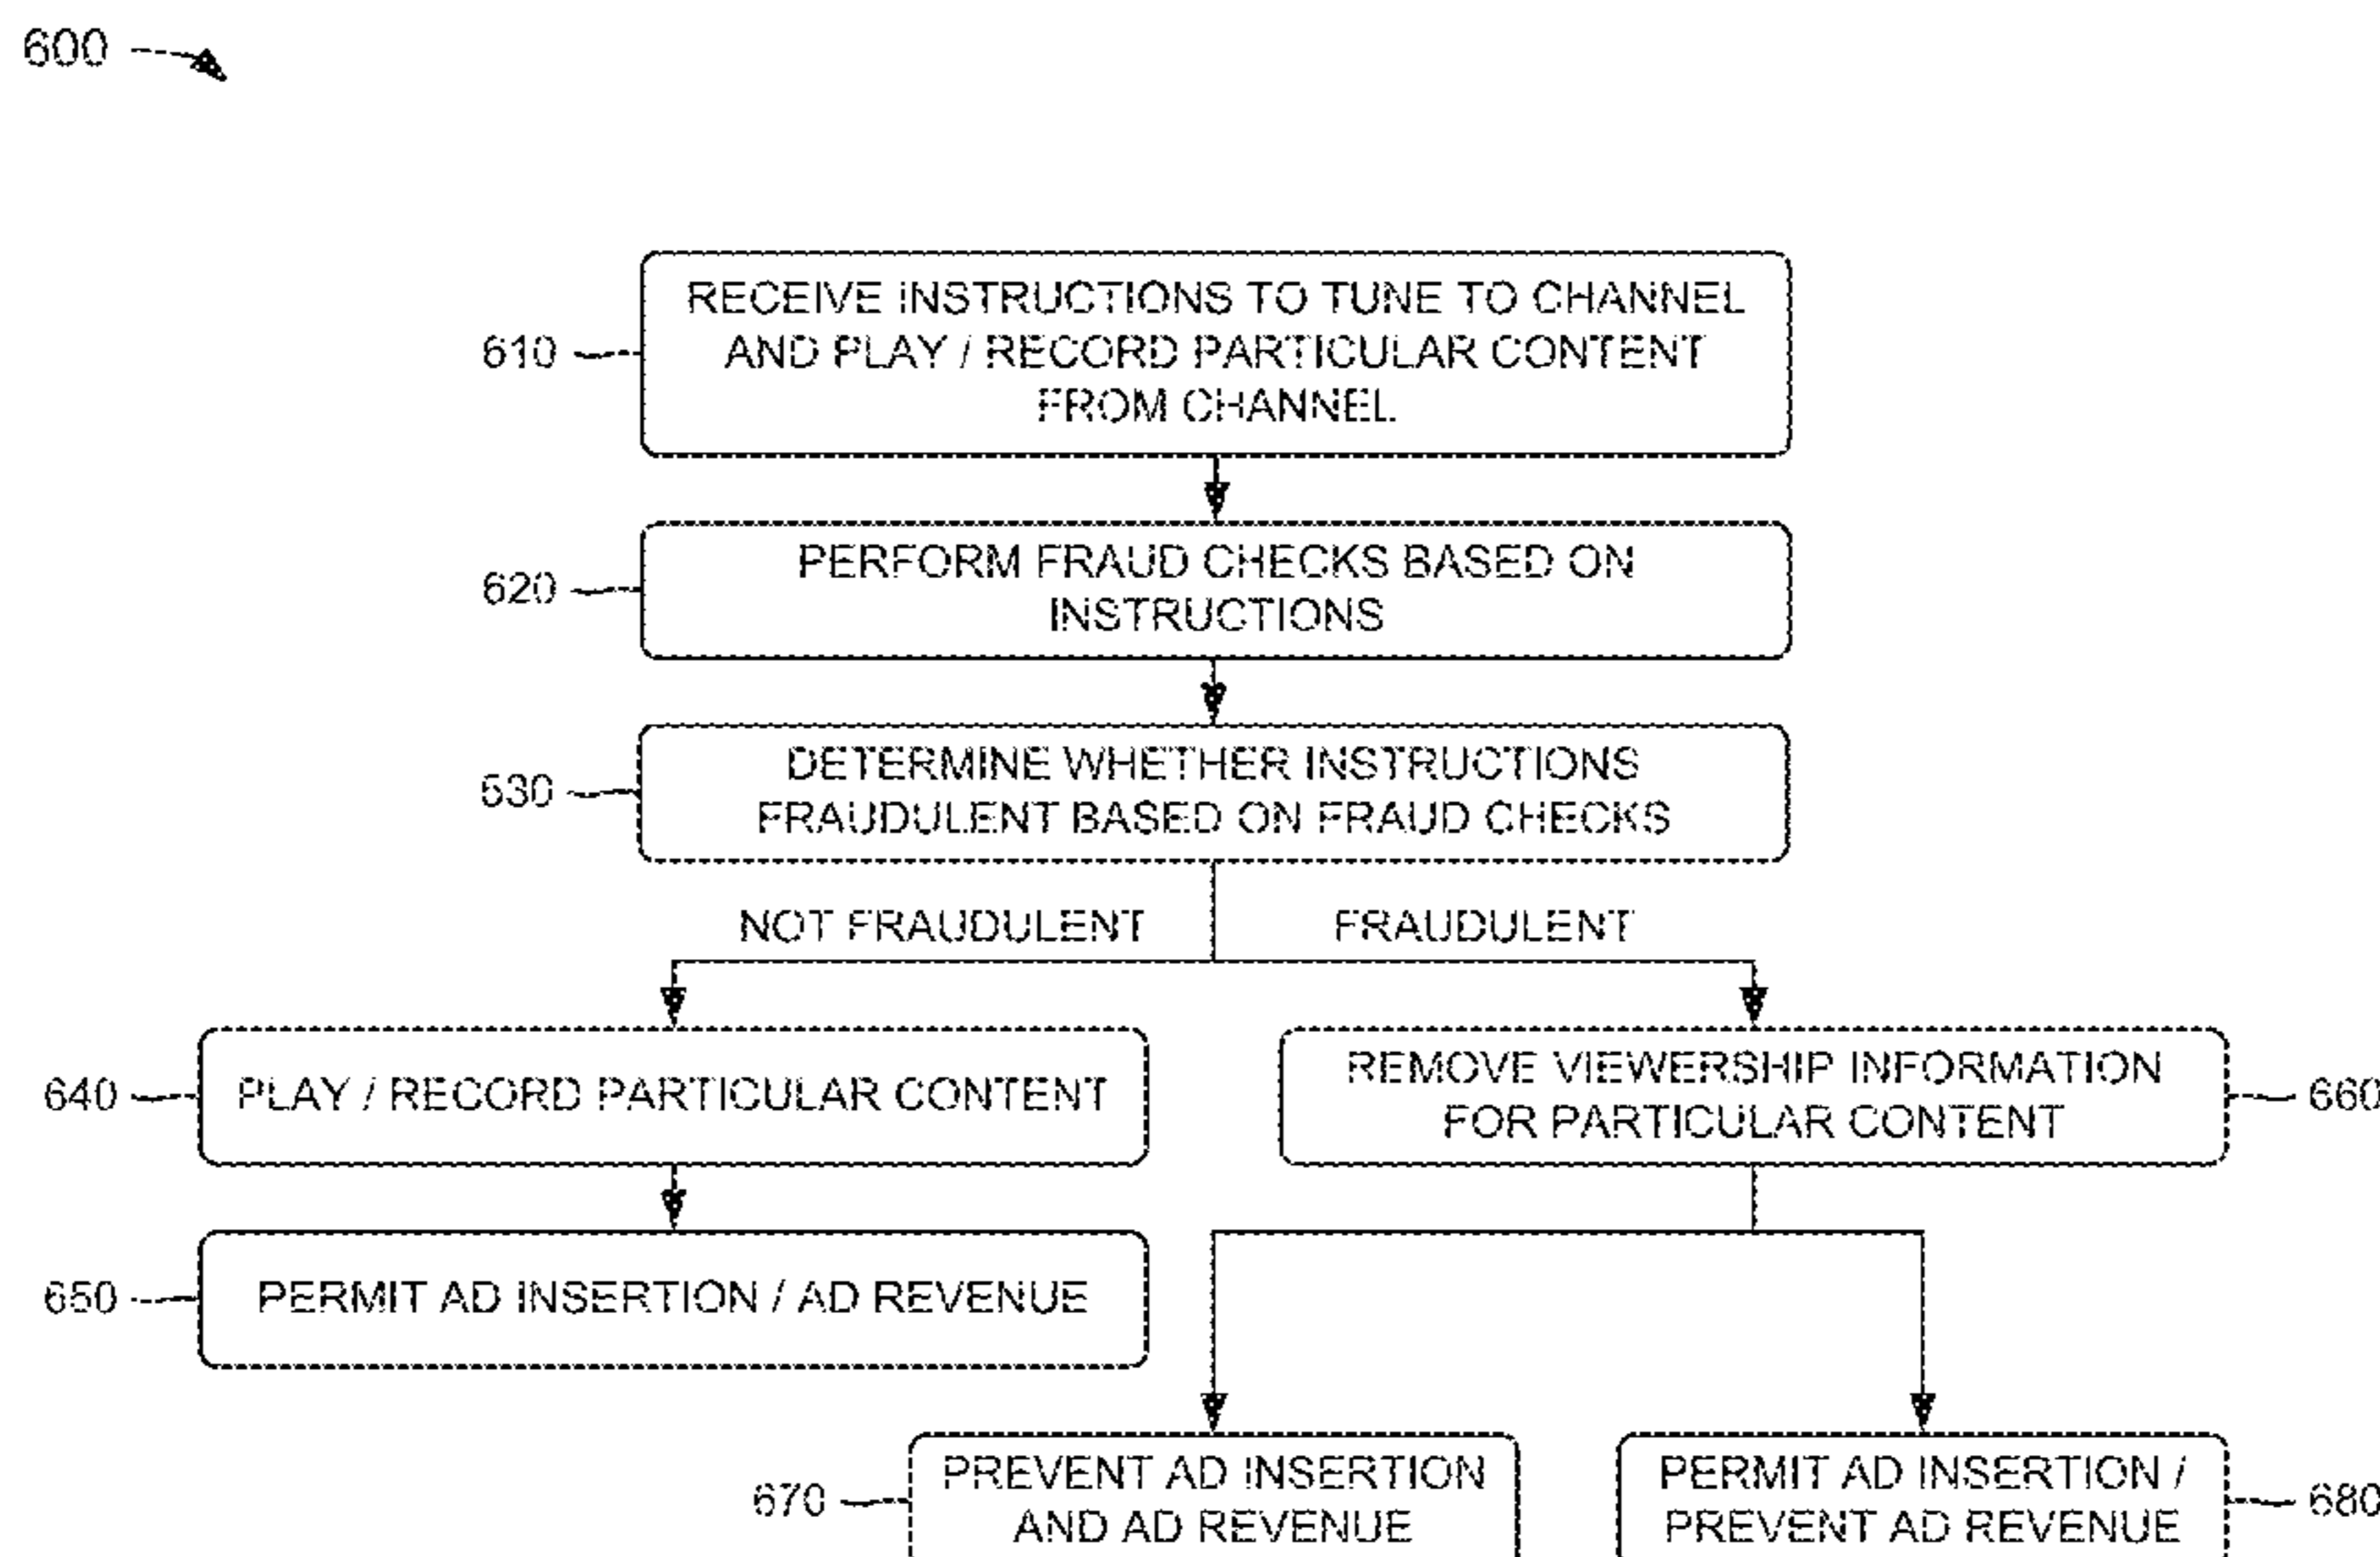 600
RECEIVE INSTRUCTIONS TO TUNE TO CHANNEL
AND PLAY / RECORD PARTICULAR CONTENT
FROM CHANNEL
610
PERFORM FRAUD CHECKS BASED ON
INSTRUCTIONS
620
DETERMINE WHETHER INSTRUCTIONS
FRAUDULENT BASED ON FRAUD CHECKS
630
NOT FRAUDULENT
FRAUDULENT
640
PLAY / RECORD PARTICULAR CONTENT
REMOVE VIEWERSHIP INFORMATION
FOR PARTICULAR CONTENT
660
650
PERMIT AD INSERTION / AD REVENUE
670
PREVENT AD INSERTION
AND AD REVENUE
PERMIT AD INSERTION /
PREVENT AD REVENUE
680